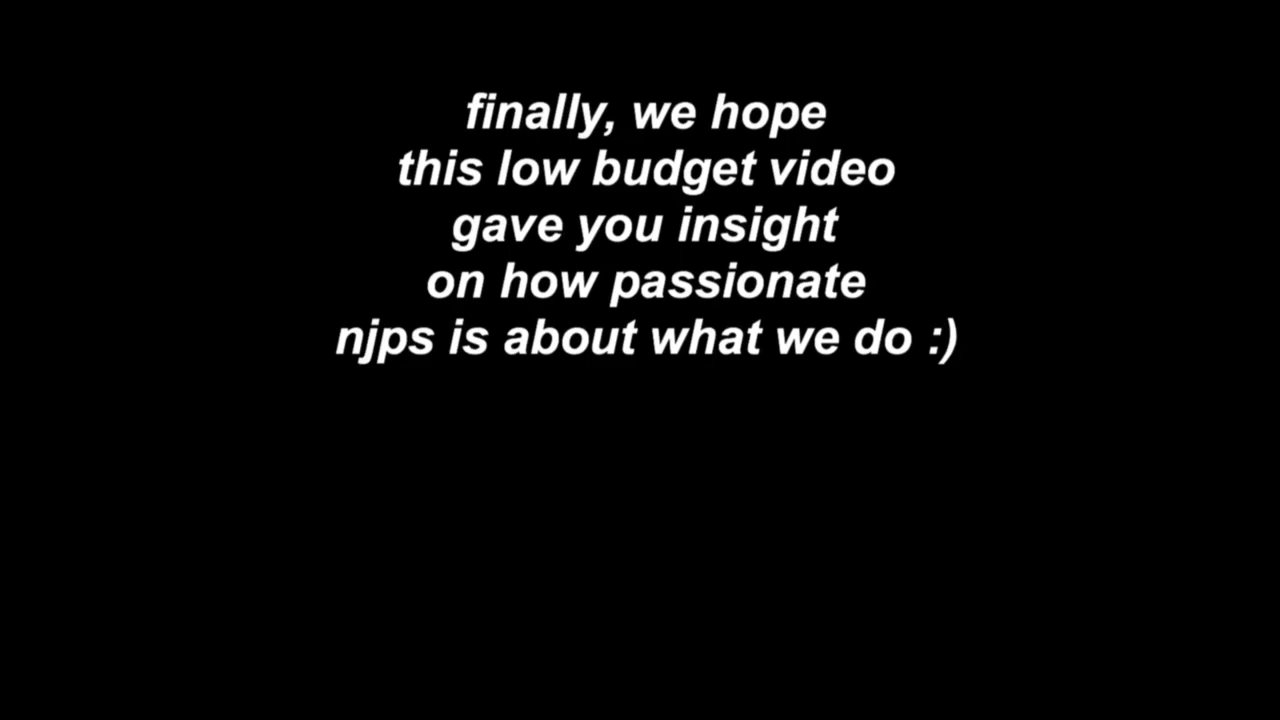 finally, we hope
this low budget video
gave you insight
on how passionate
njps is about what we do :)